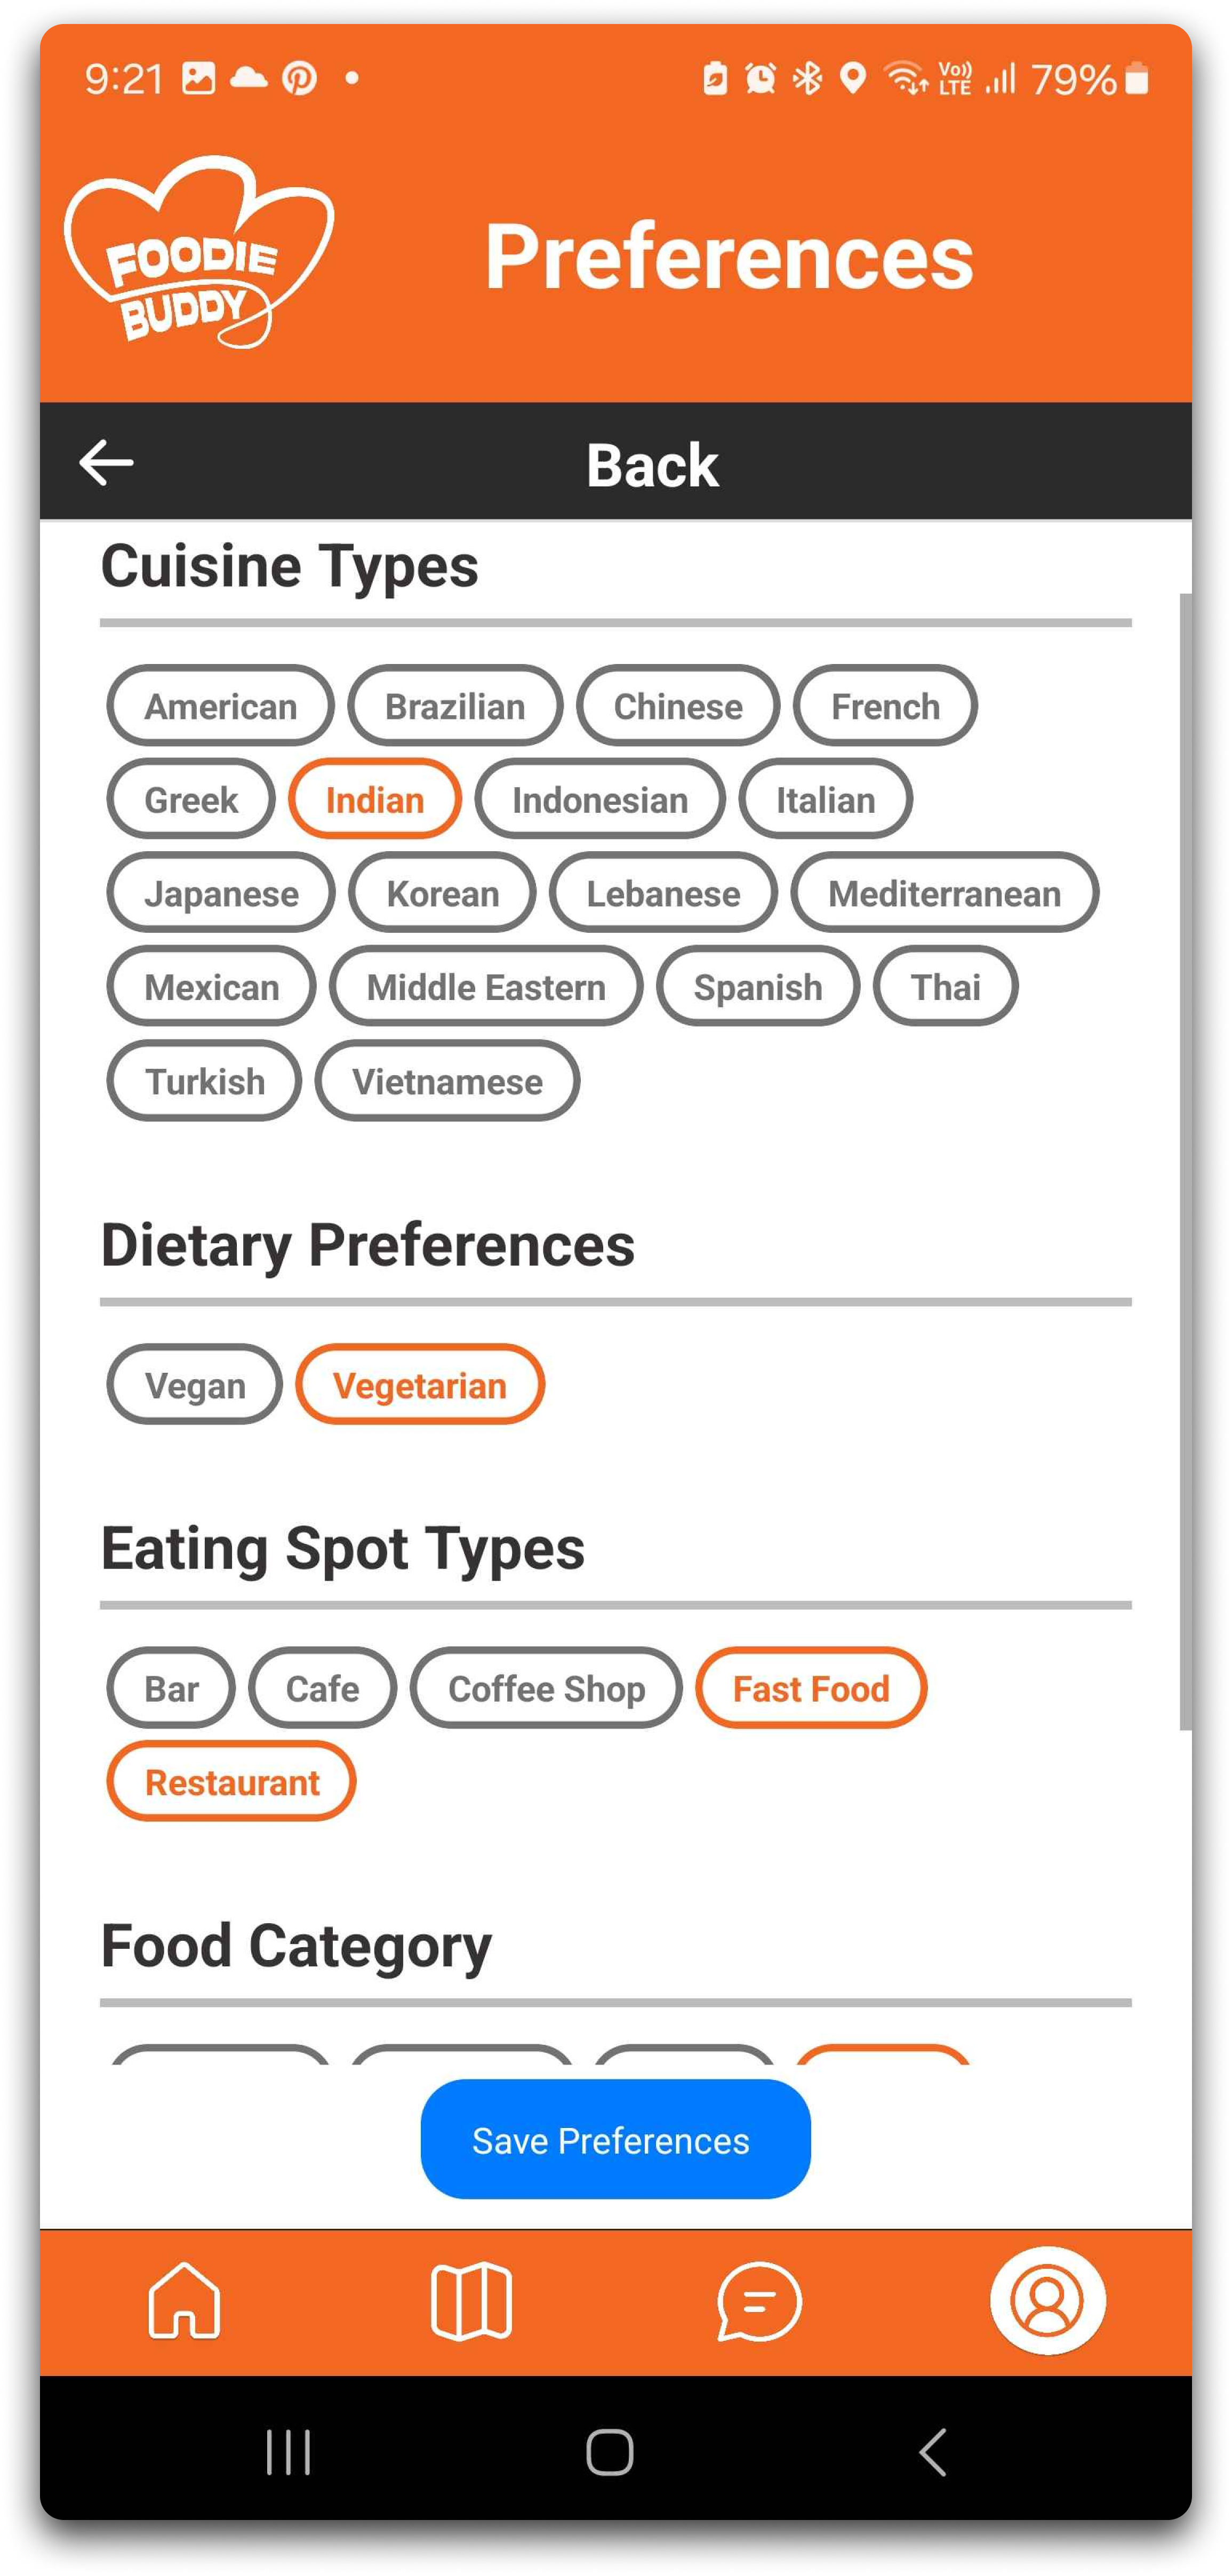 9:21
Vo)) LTE 79%
FOODIE
BUDDY
Preferences
Back
Cuisine Types
American Brazilian Chinese French
Greek Indian Indonesian Italian
Japanese Korean Lebanese Mediterranean
Mexican Middle Eastern Spanish Thai
Turkish Vietnamese
Dietary Preferences
Vegan Vegetarian
Eating Spot Types
Bar Cafe Coffee Shop Fast Food
Restaurant
Food Category
Save Preferences